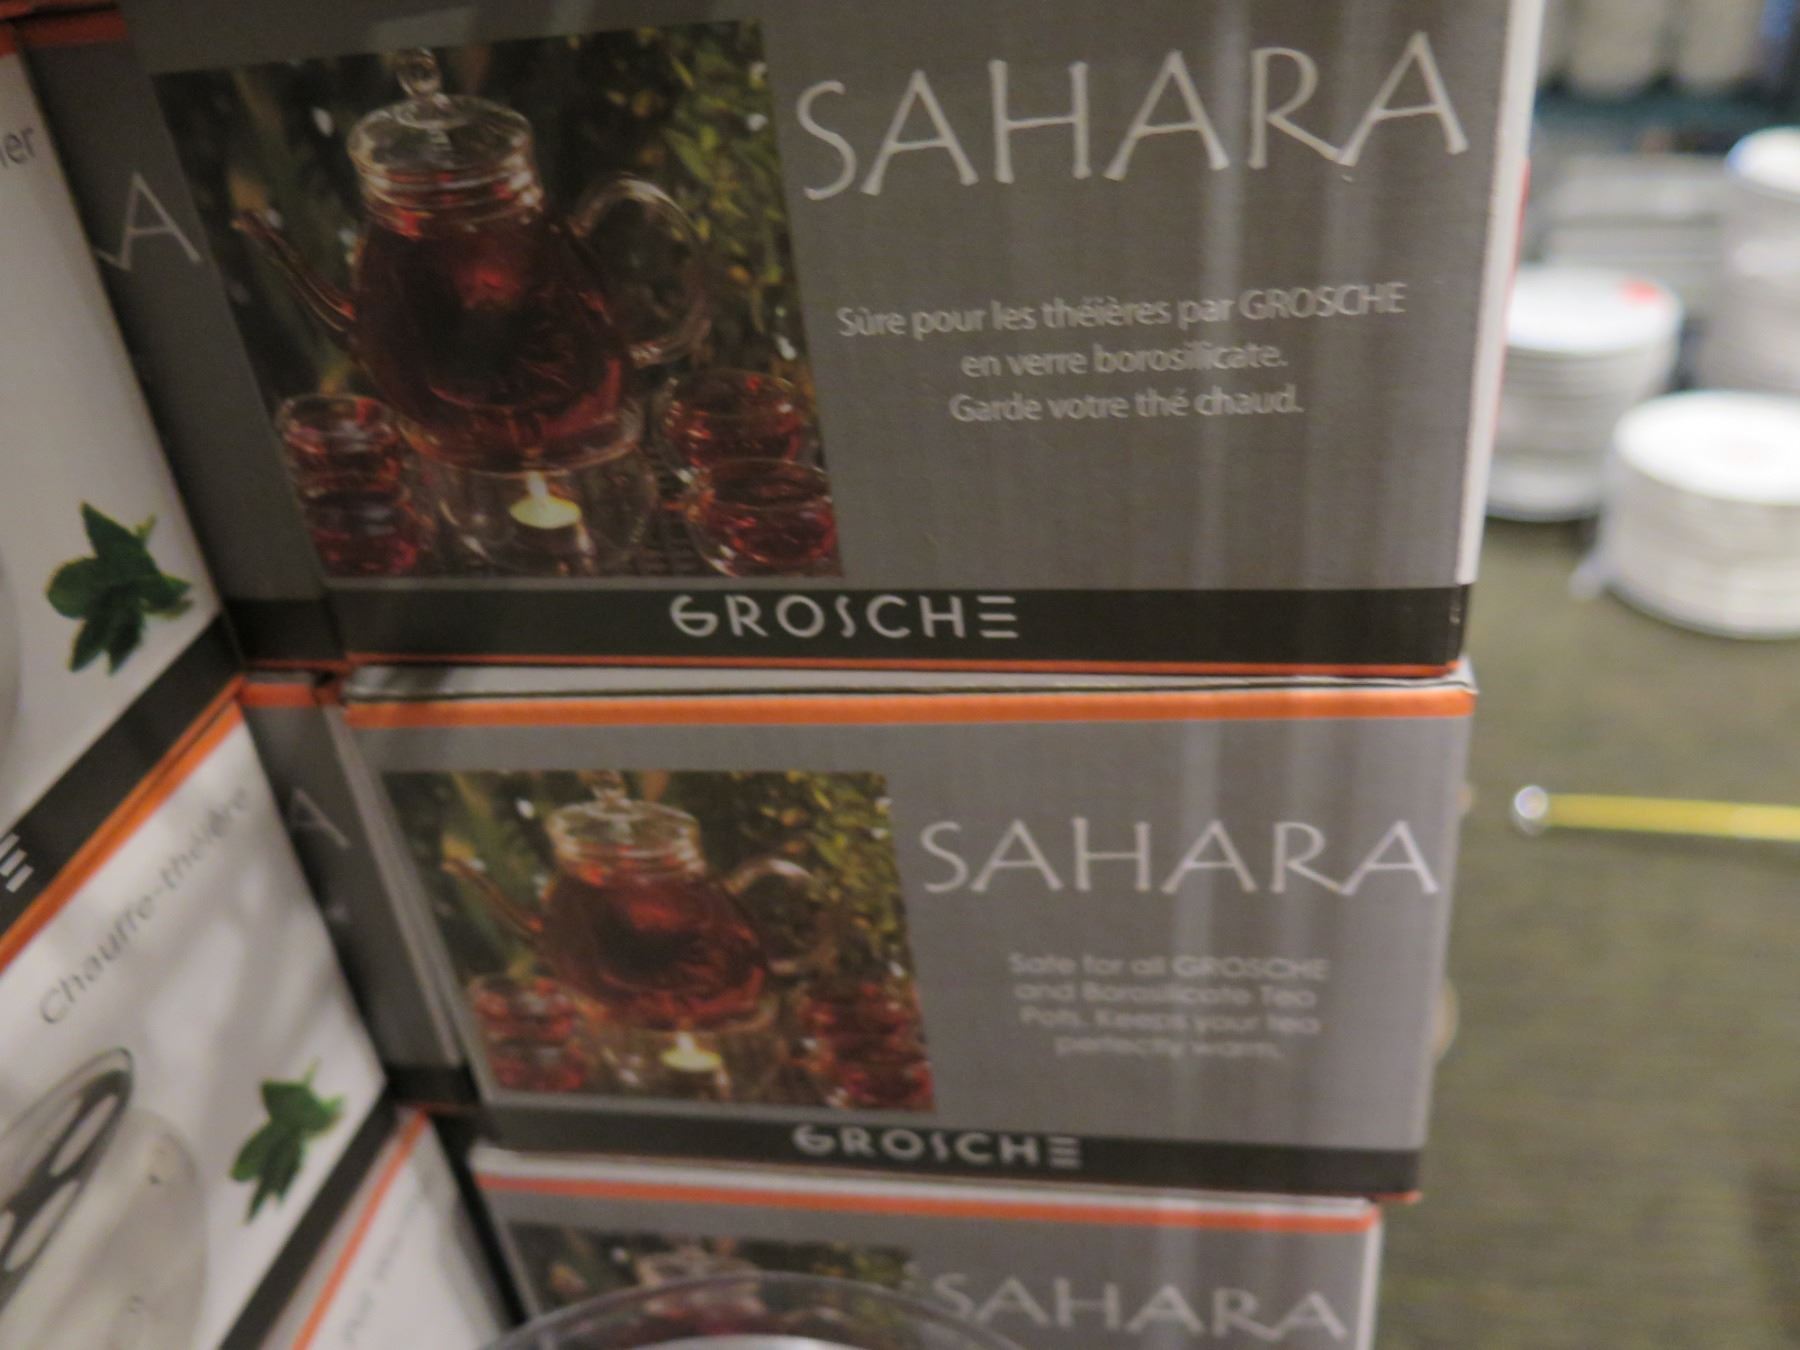 ier
A
SAHARA
Sûre pour les théières par GROSCHE
en verre borosilicate.
Garde votre thé chaud.
GROSCHE
E
Chauffe-théière
A
SAHARA
Safe for all GROSCHE
and Borosilicate Tea
Pots. Keeps your tea
perfectly warm.
GROSCHE
SAHARA